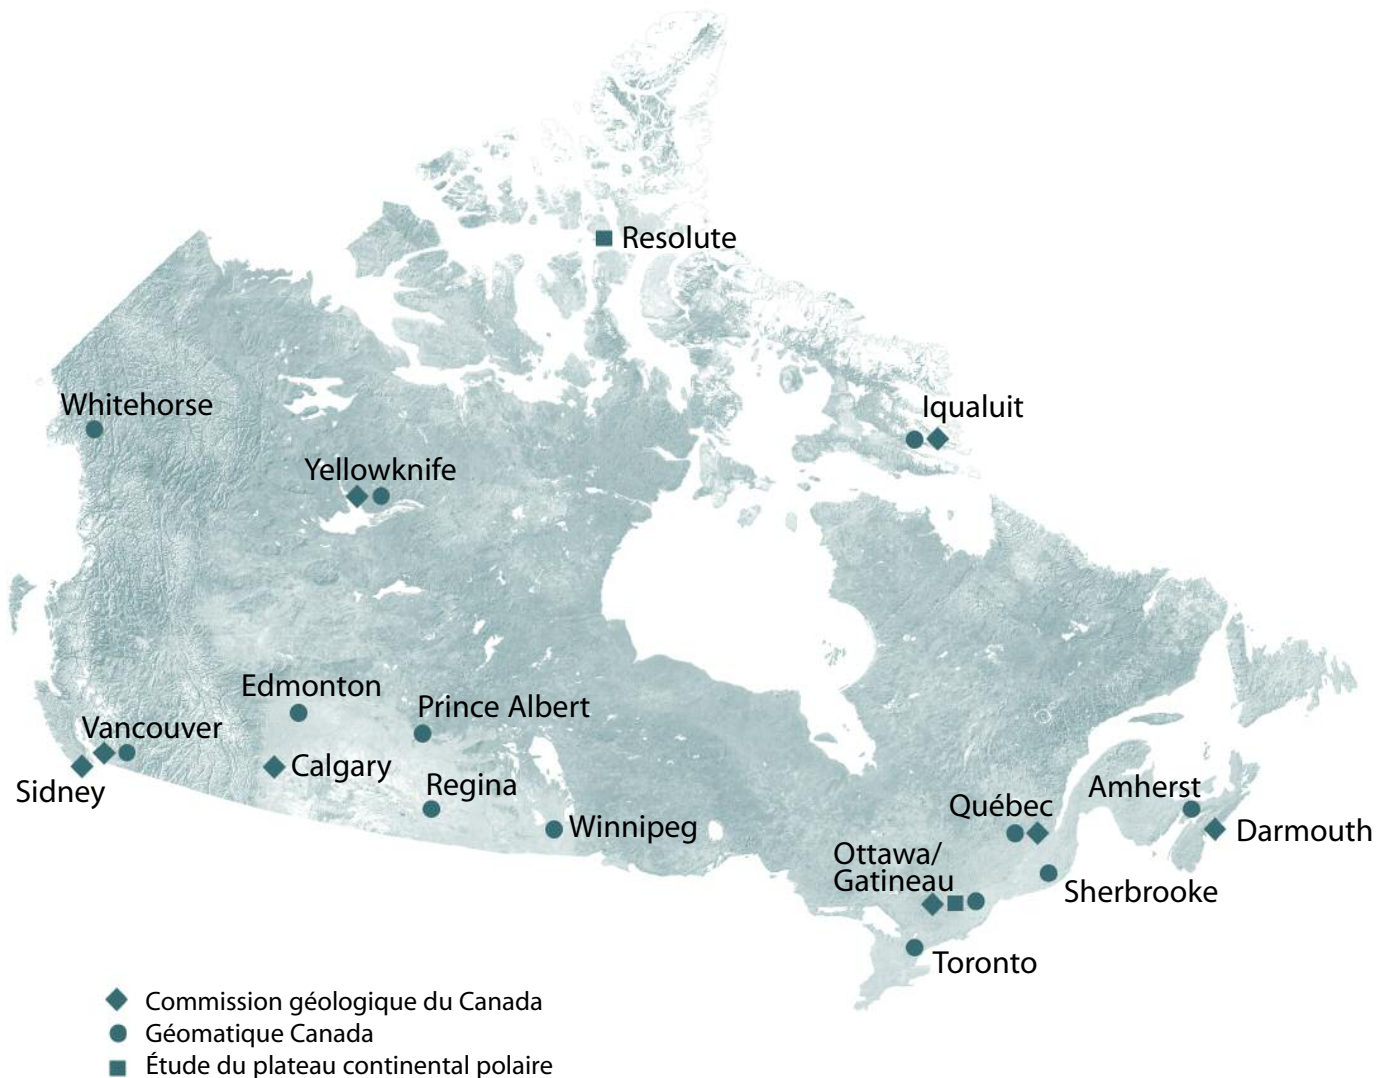 Resolute
Whitehorse
Iqualuit
Yellowknife
Edmonton
Prince Albert
Vancouver
Calgary
Sidney
Regina
Winnipeg
Amherst
Québec
Darmouth
Ottawa/
Gatineau
Sherbrooke
Toronto
Commission géologique du Canada
Géomatique Canada
Étude du plateau continental polaire